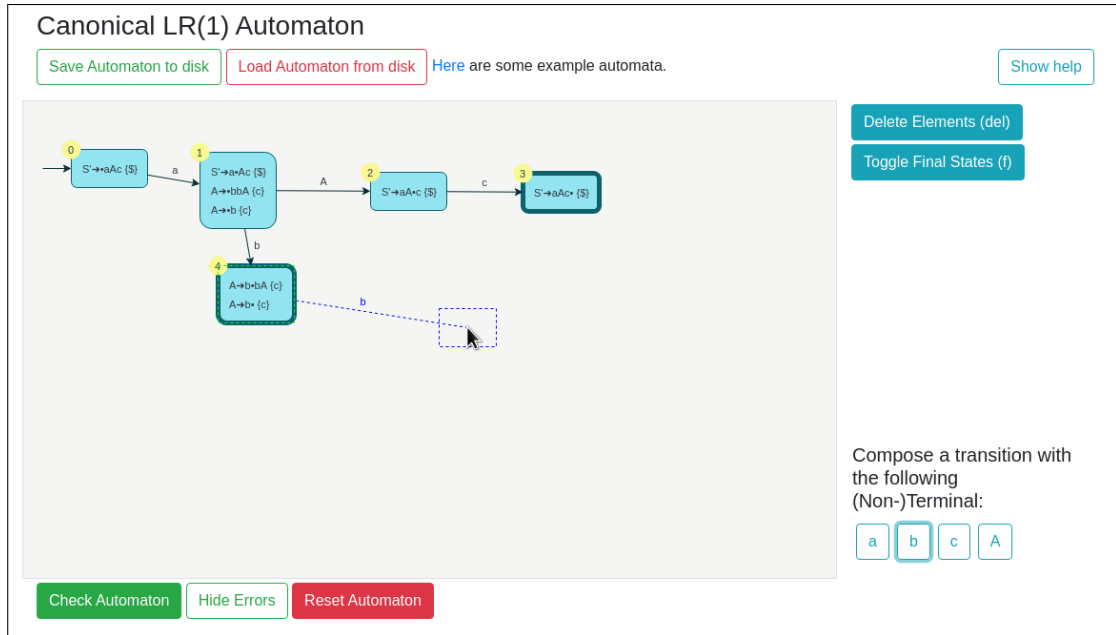 Canonical LR(1) Automaton
Save Automaton to disk Load Automaton from disk Here are some example automata. Show help
Delete Elements (del)
Toggle Final States (f)
0
S'➔•aAc {$}
a
1
S'➔a•Ac {$}
A➔•bbA {c}
A➔•b {c}
A
2
S'➔aA•c {$}
c
3
S'➔aAc• {$}
b
4
A➔b•bA {c}
A➔b• {c}
b
Compose a transition with
the following
(Non-)Terminal:
a b c A
Check Automaton Hide Errors Reset Automaton